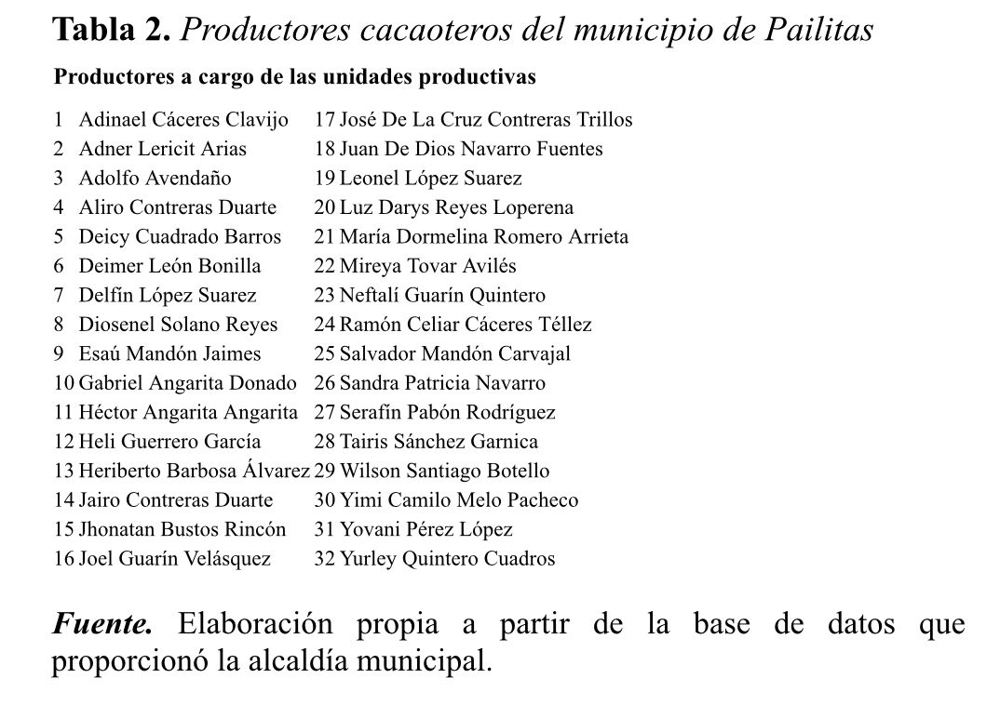 Tabla 2. Productores cacaoteros del municipio de Pailitas
Productores a cargo de las unidades productivas
1 Adinael Cáceres Clavijo 17 José De La Cruz Contreras Trillos
2 Adner Lericit Arias 18 Juan De Dios Navarro Fuentes
3 Adolfo Avendaño 19 Leonel López Suarez
4 Aliro Contreras Duarte 20 Luz Darys Reyes Loperena
5 Deicy Cuadrado Barros 21 María Dormelina Romero Arrieta
6 Deimer León Bonilla 22 Mireya Tovar Avilés
7 Delfín López Suarez 23 Neftalí Guarín Quintero
8 Diosenel Solano Reyes 24 Ramón Celiar Cáceres Téllez
9 Esaú Mandón Jaimes 25 Salvador Mandón Carvajal
10 Gabriel Angarita Donado 26 Sandra Patricia Navarro
11 Héctor Angarita Angarita 27 Serafín Pabón Rodríguez
12 Heli Guerrero García 28 Tairis Sánchez Garnica
13 Heriberto Barbosa Álvarez 29 Wilson Santiago Botello
14 Jairo Contreras Duarte 30 Yimi Camilo Melo Pacheco
15 Jhonatan Bustos Rincón 31 Yovani Pérez López
16 Joel Guarín Velásquez 32 Yurley Quintero Cuadros
Fuente. Elaboración propia a partir de la base de datos que
proporcionó la alcaldía municipal.